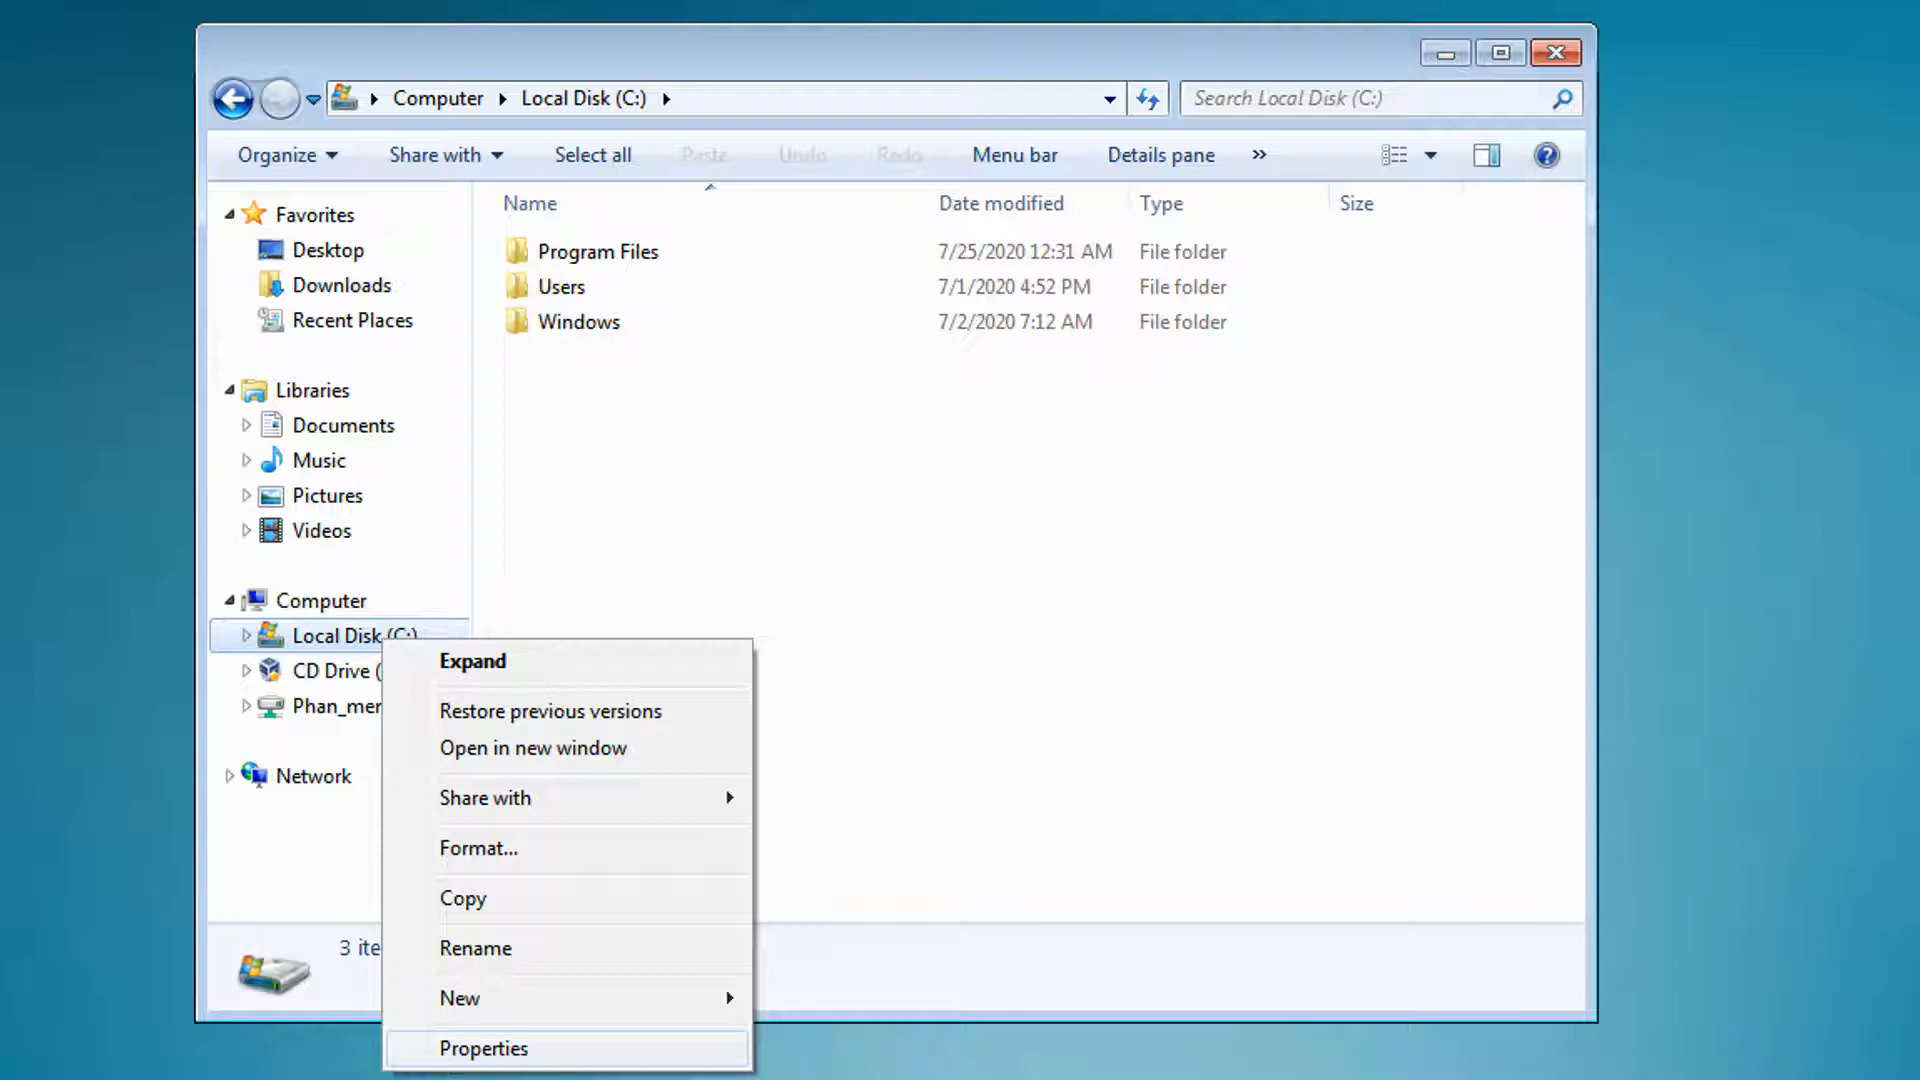 Computer Local Disk (C:)
Search Local Disk (C:)
Organize Share with Select all Paste Undo Redo Menu bar Details pane »
Name Date modified Type Size
Favorites
Desktop
Downloads
Recent Places
Libraries
Documents
Music
Pictures
Videos
Computer
Local Disk (C:)
CD Drive (
Phan_mer
Network
Program Files 7/25/2020 12:31 AM File folder
Users 7/1/2020 4:52 PM File folder
Windows 7/2/2020 7:12 AM File folder
Expand
Restore previous versions
Open in new window
Share with
Format...
Copy
Rename
New
Properties
3 ite